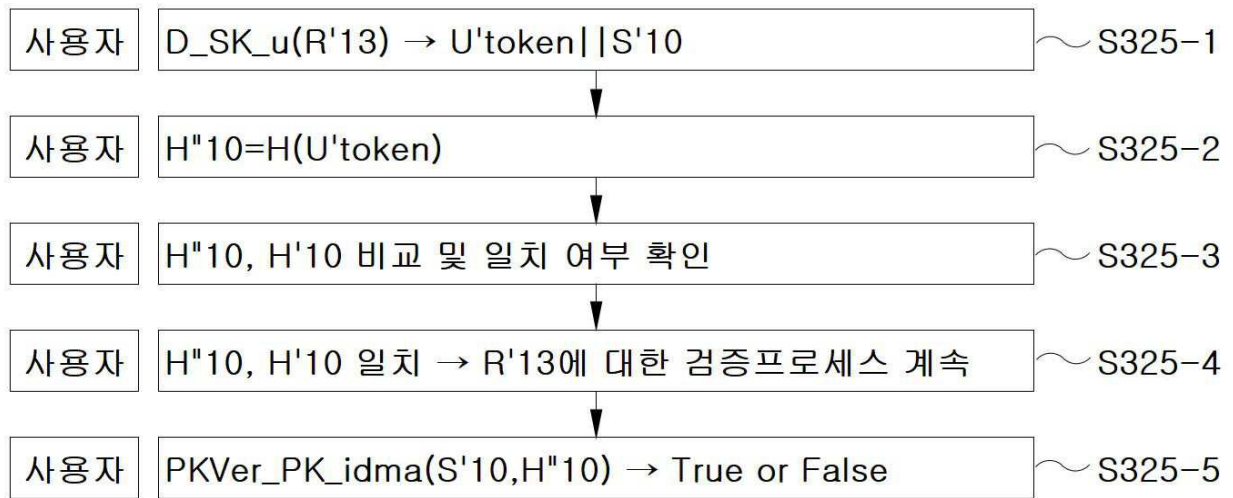 사용자 D_SK_u(R'13) → U'token||S'10 S325-1
사용자 H"10=H(U'token) S325-2
사용자 H"10, H'10 비교 및 일치 여부 확인 S325-3
사용자 H"10, H'10 일치 → R'13에 대한 검증프로세스 계속 S325-4
사용자 PKVer_PK_idma(S'10,H"10) → True or False S325-5